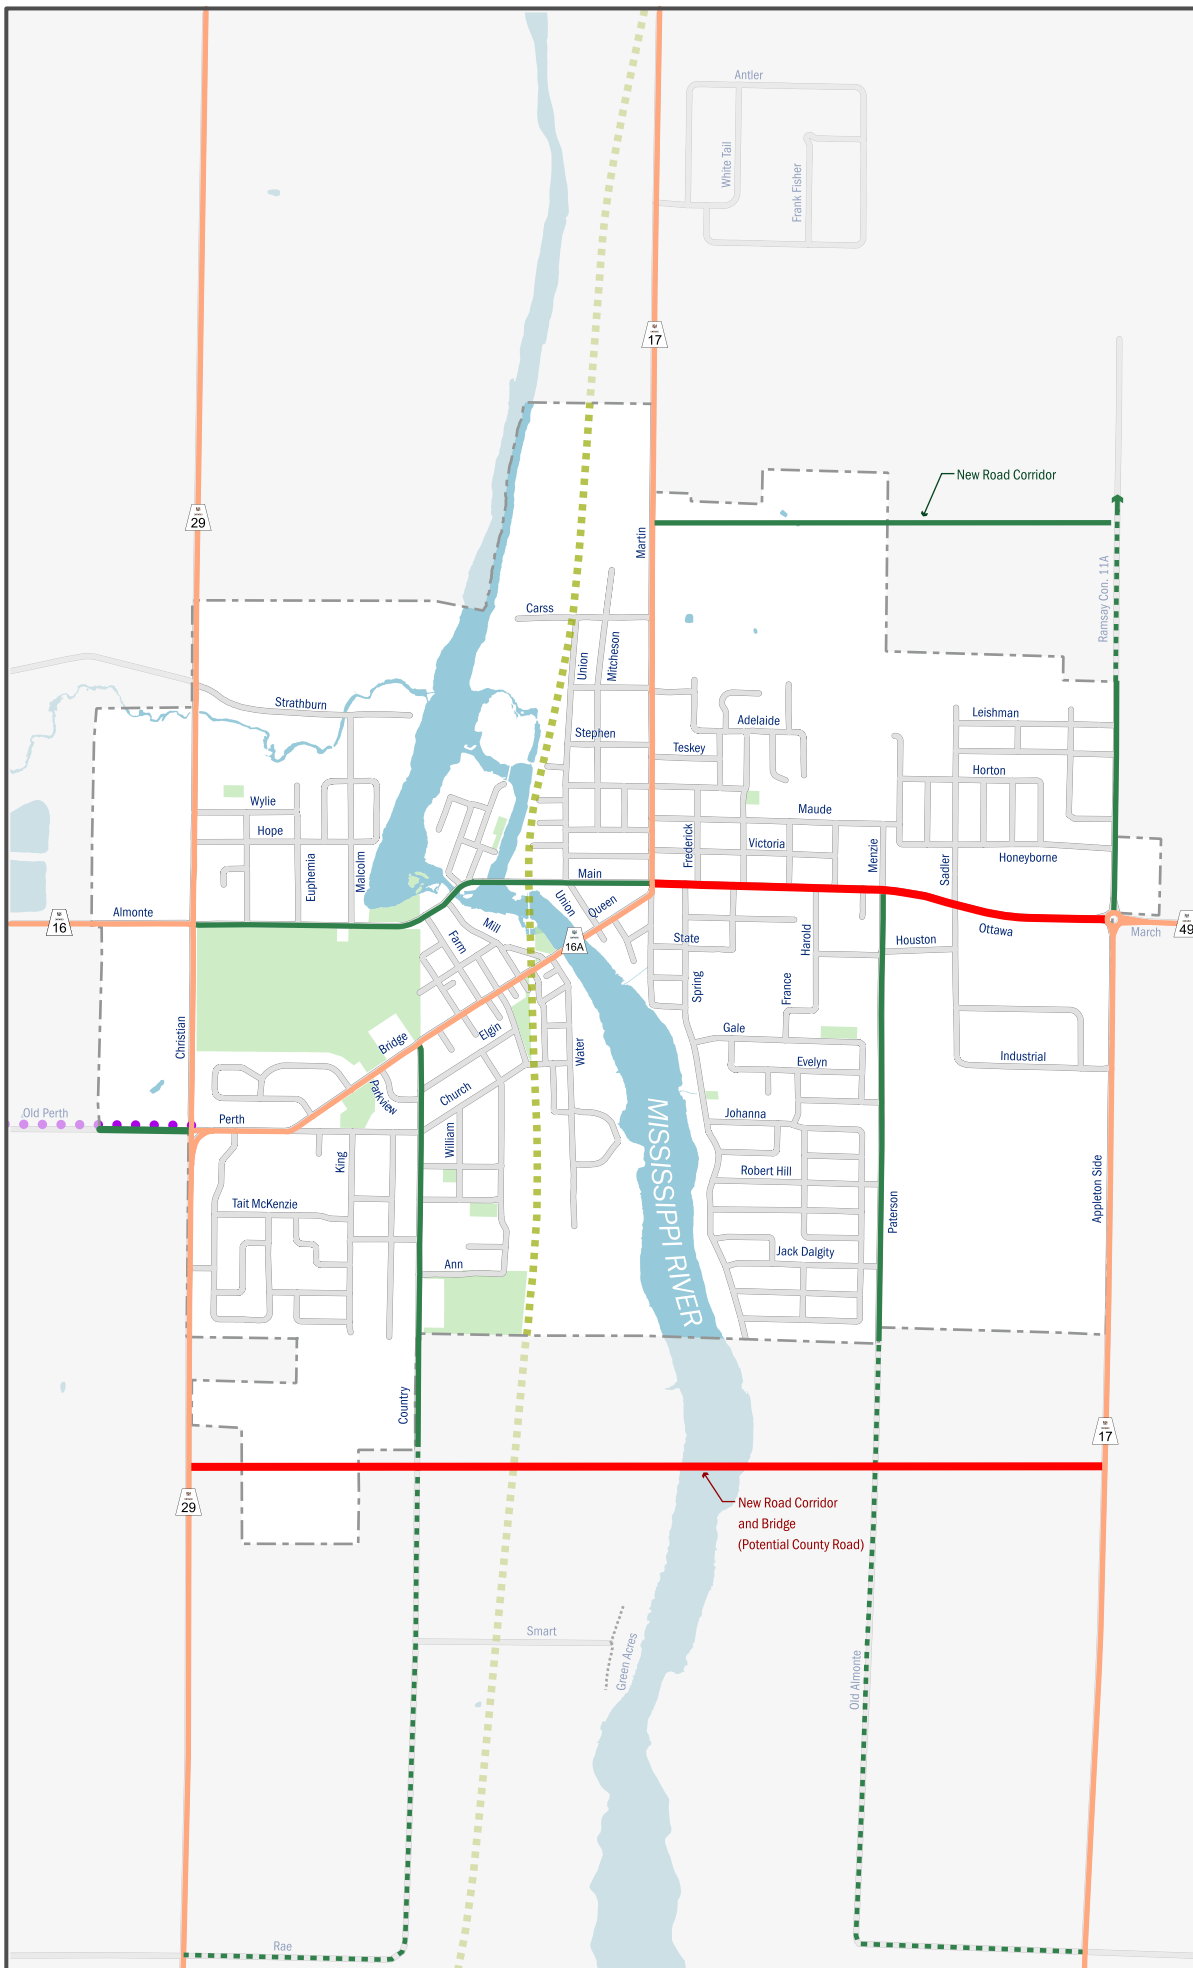 Antler
White Tail
Frank Fisher
17
New Road Corridor
29
Martin
Ramsay Con. 11A
Carss
Union
Mitcheson
Strathburn
Leishman
Adelaide
Stephen
Teskey
Horton
Wylie
Maude
Hope
Frederick
Victoria
Menzie
Sadler
Honeyborne
Euphemia
Malcolm
Main
Union
Queen
Almonte
16
Mill
Farm
16A
State
Harold
Houston
Ottawa
March
49
Spring
France
Christian
Bridge
Elgin
Water
Gale
Evelyn
Industrial
Parkview
Church
Old Perth
Perth
Johanna
William
King
MISSISSIPPI RIVER
Robert Hill
Appleton Side
Tait McKenzie
Paterson
Jack Dalgity
Ann
Country
17
29
New Road Corridor
and Bridge
(Potential County Road)
Smart
Green Acres
Old Almonte
Rae